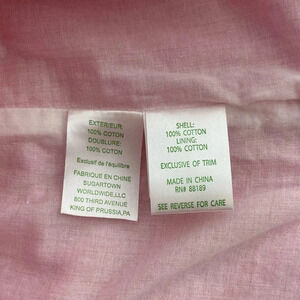 EXTERIEUR:
100% COTON
DOUBLURE:
100% COTON
Exclusif de l'équilibre
FABRIQUE EN CHINE
SUGARTOWN
WORLDWIDE,LLC
800 THIRD AVENUE
KING OF PRUSSIA,PA
SHELL:
100% COTTON
LINING:
100% COTTON
EXCLUSIVE OF TRIM
MADE IN CHINA
RN# 88189
SEE REVERSE FOR CARE